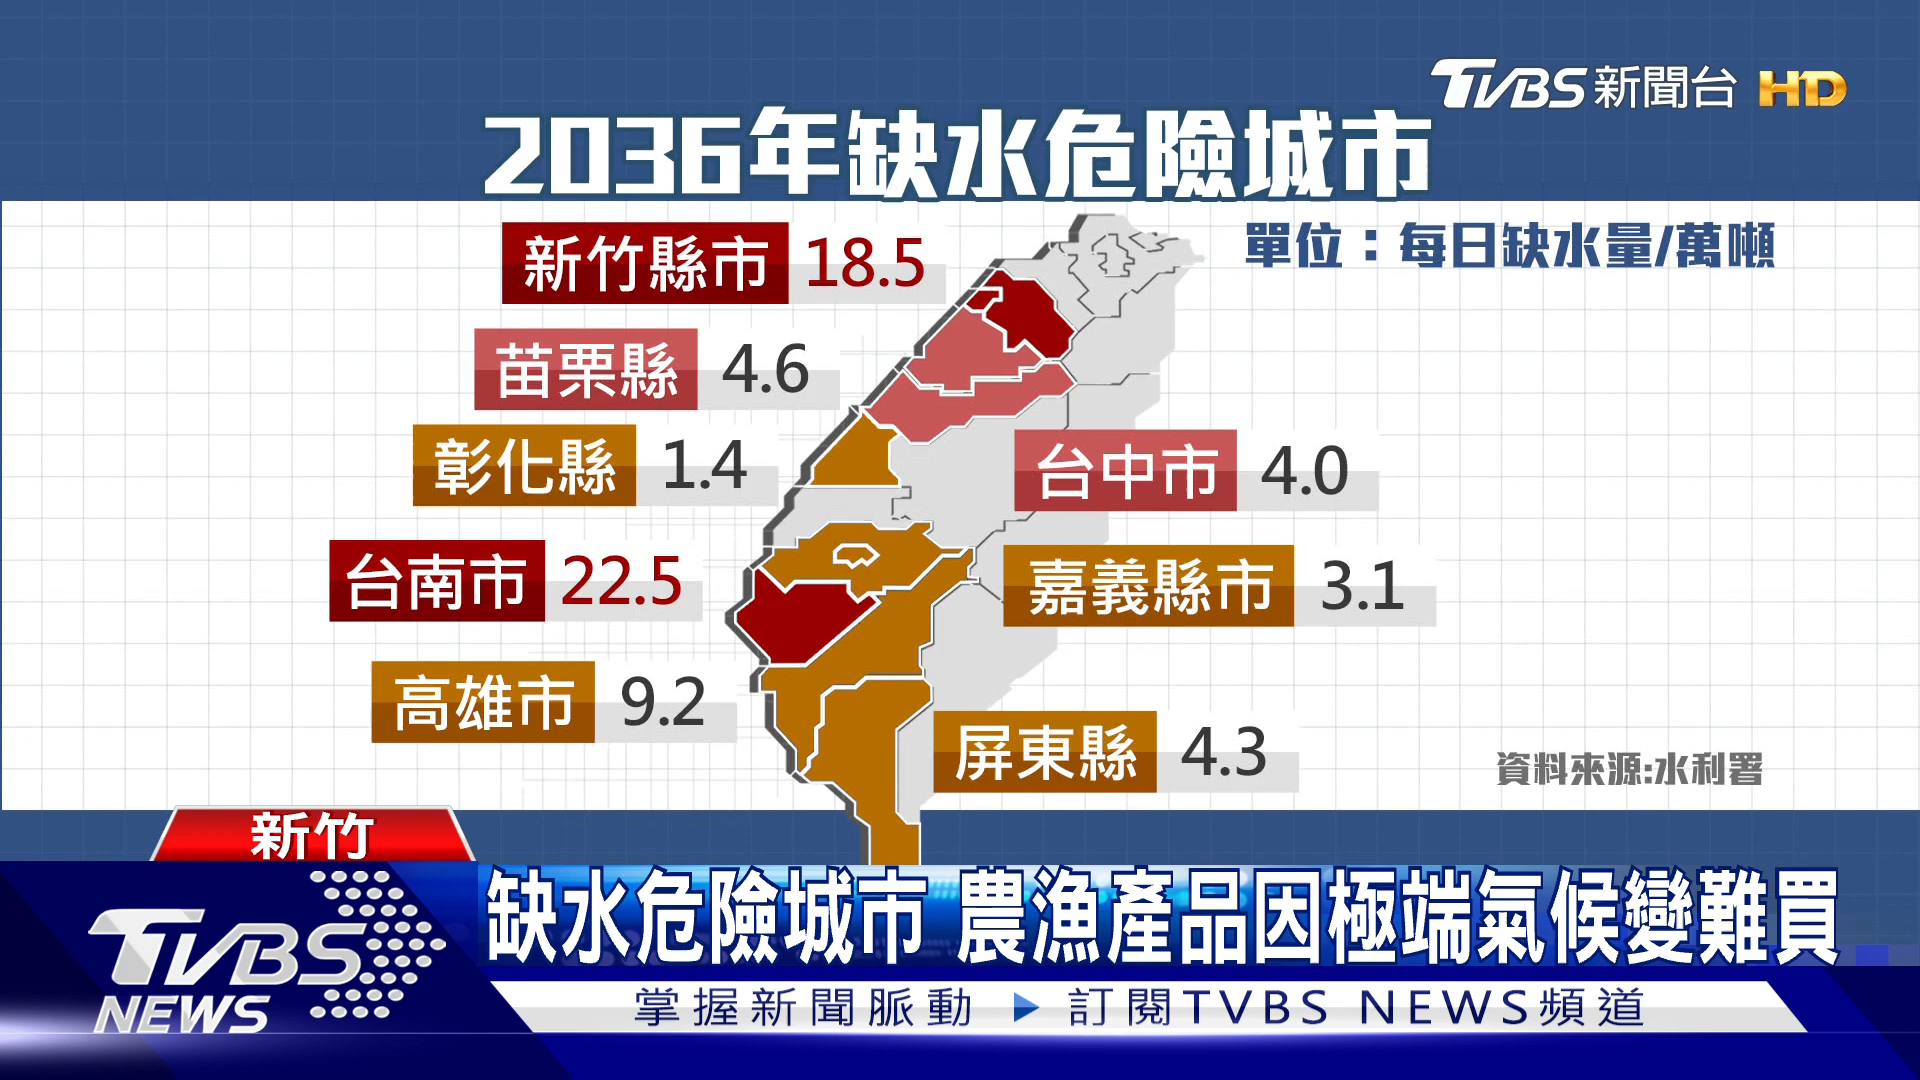 TVBS新聞台 HD
2036年缺水危險城市
單位：每日缺水量/萬噸
新竹縣市 18.5
苗栗縣 4.6
彰化縣 1.4
台中市 4.0
台南市 22.5
嘉義縣市 3.1
高雄市 9.2
屏東縣 4.3
資料來源:水利署
新竹
缺水危險城市 農漁產品因極端氣候變難買
TVBS
NEWS
掌握新聞脈動 ▶ 訂閱TVBS NEWS頻道